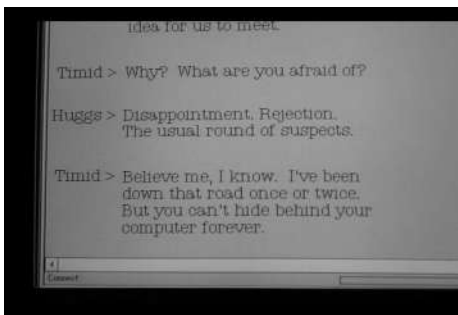 idea for us to meet.
Timid > Why? What are you afraid of?
Huggs > Disappointment. Rejection.
The usual round of suspects.
Timid > Believe me, I know. I've been
down that road once or twice.
But you can't hide behind your
computer forever.
Connect